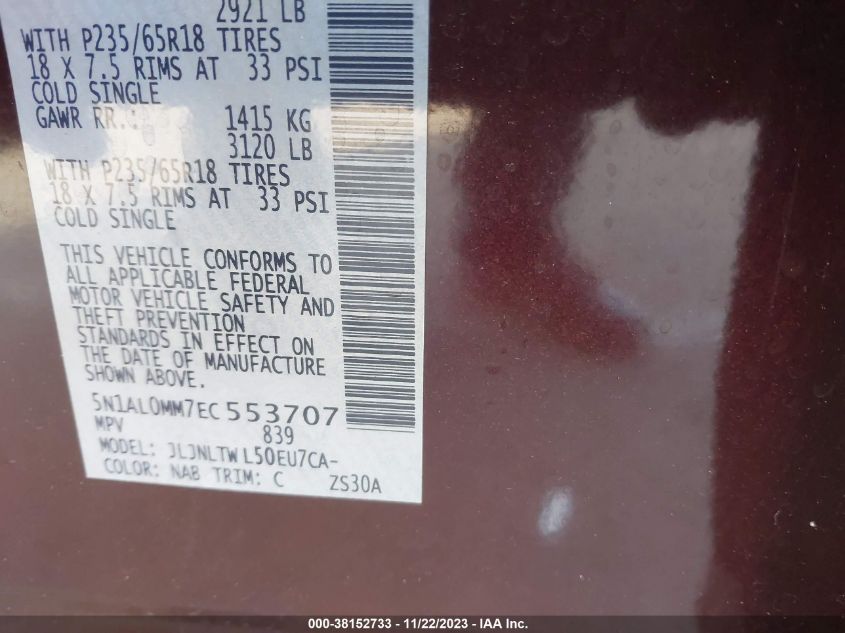 2921 LB
WITH P235/65R18 TIRES
18 X 7.5 RIMS AT 33 PSI
COLD SINGLE
GAWR RR.: 1415 KG
3120 LB
WITH P235/65R18 TIRES
18 X 7.5 RIMS AT 33 PSI
COLD SINGLE
THIS VEHICLE CONFORMS TO
ALL APPLICABLE FEDERAL
MOTOR VEHICLE SAFETY AND
THEFT PREVENTION
STANDARDS IN EFFECT ON
THE DATE OF MANUFACTURE
SHOWN ABOVE.
5N1AL0MM7EC553707
MPV 839
MODEL: JLJNLTWL50EU7CA-
COLOR: NAB TRIM: C ZS30A
000-38152733 - 11/22/2023 - IAA Inc.